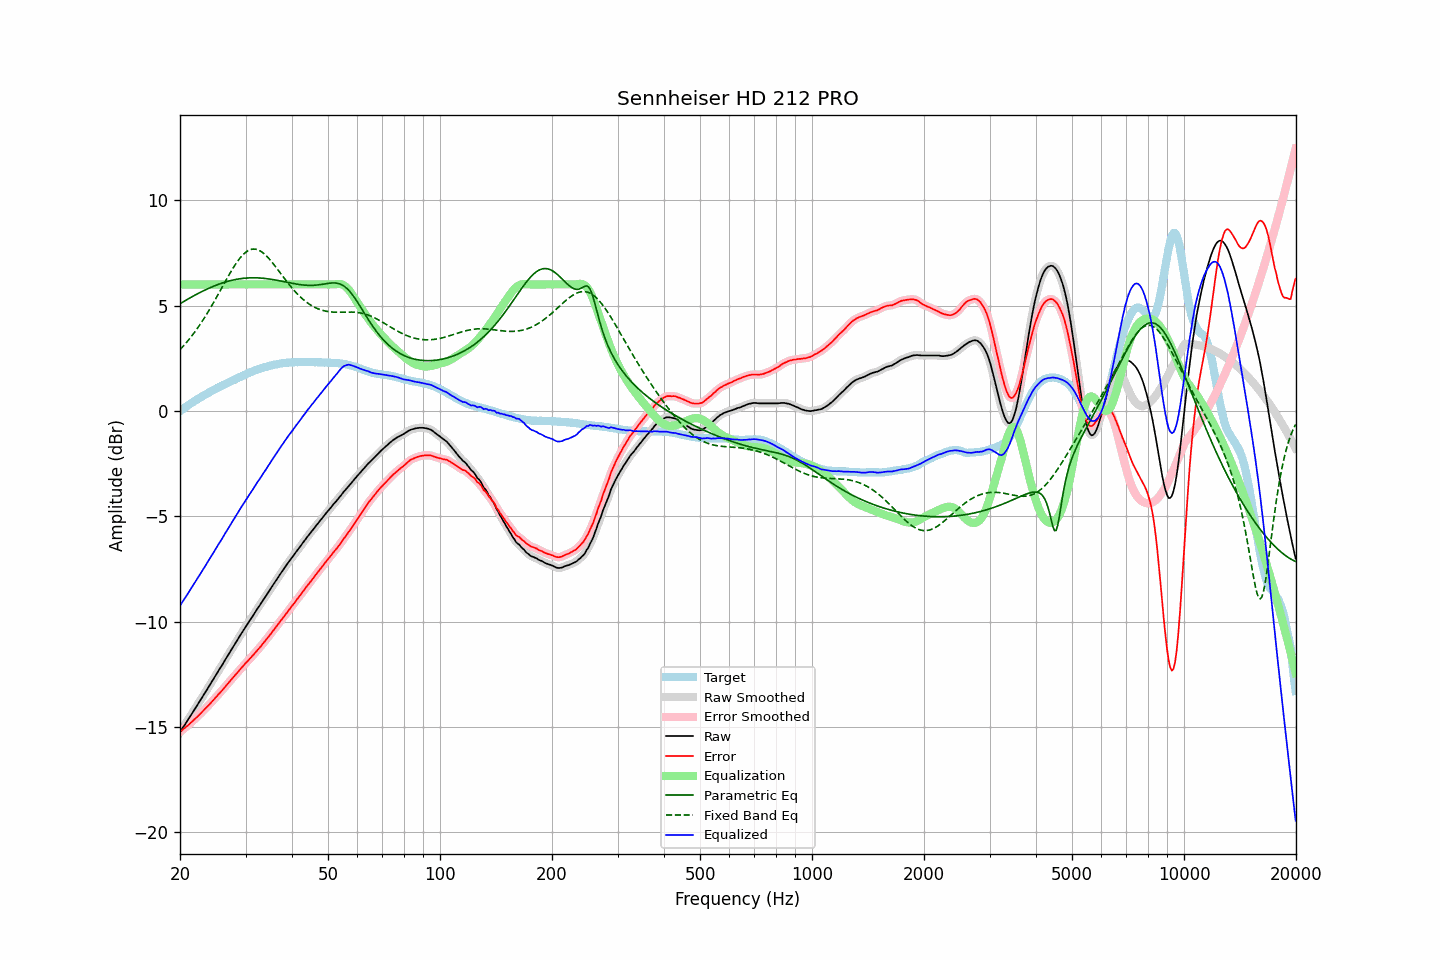 Sennheiser HD 212 PRO
Amplitude (dBr)
10
5
0
−5
−10
−15
−20
Target
Raw Smoothed
Error Smoothed
Raw
Error
Equalization
Parametric Eq
Fixed Band Eq
Equalized
20
50
100
200
500
1000
2000
5000
10000
20000
Frequency (Hz)